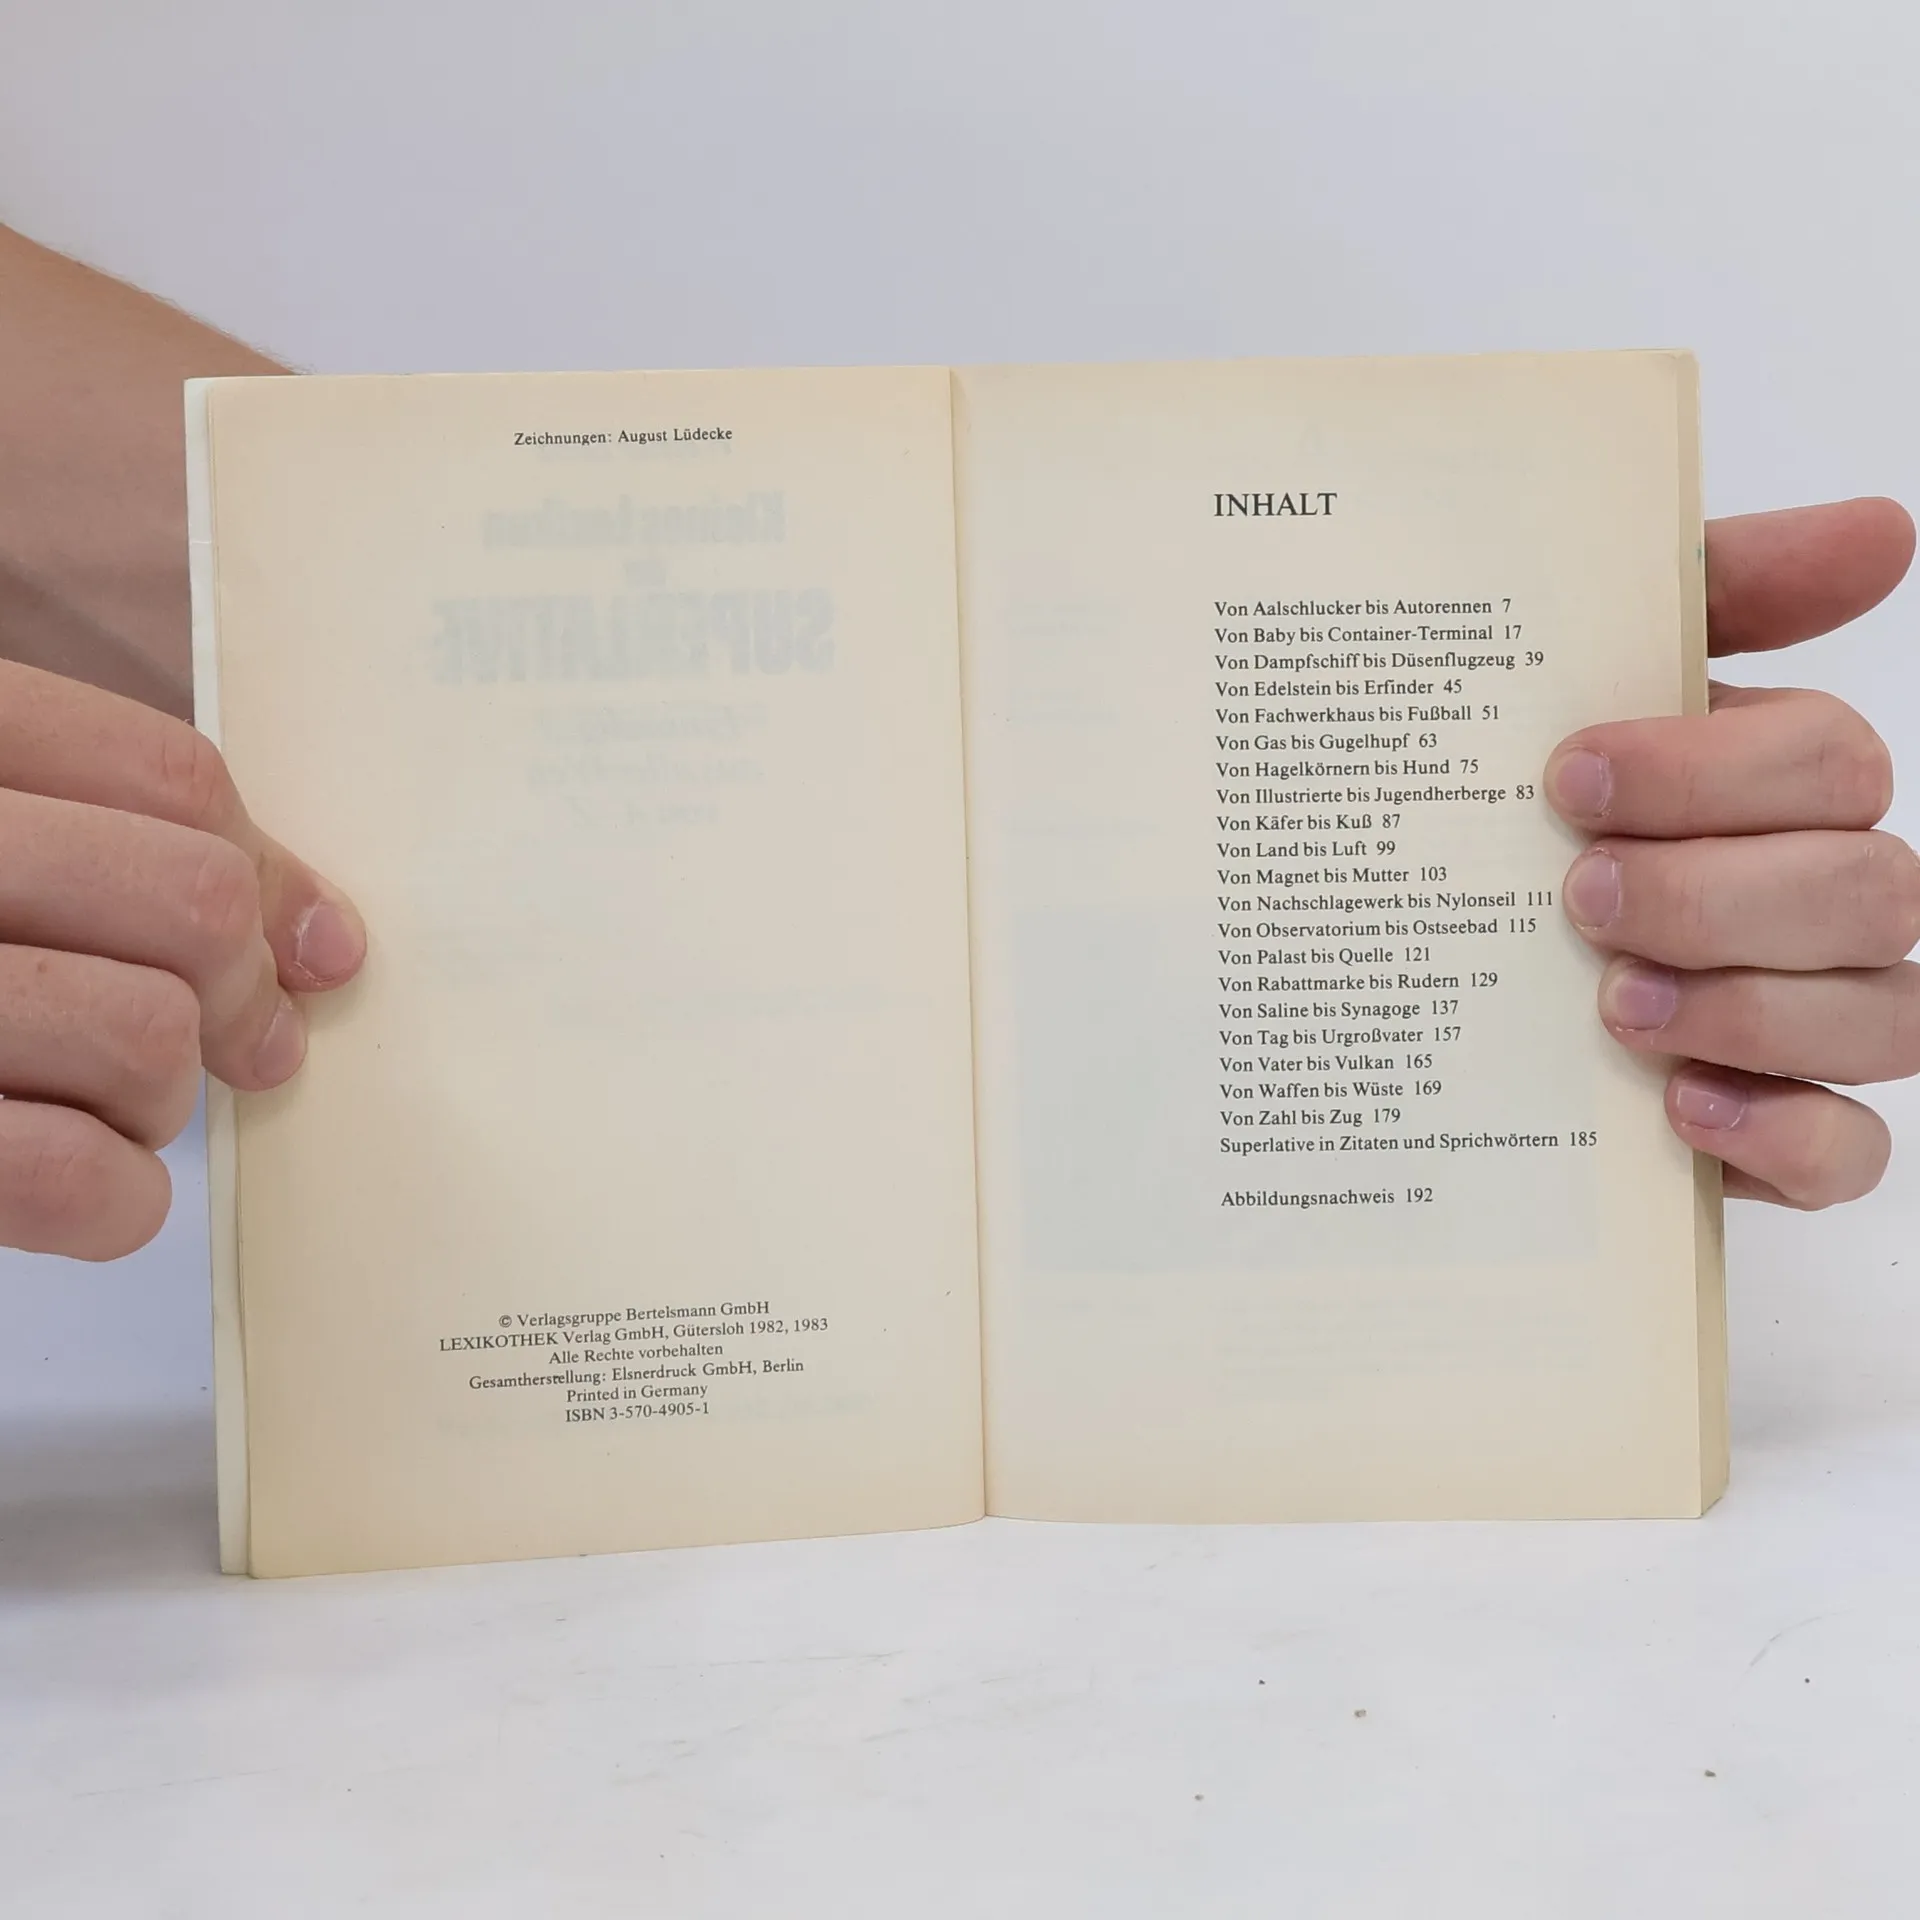 Zeichnungen: August Lüdecke
© Verlagsgruppe Bertelsmann GmbH
LEXIKOTHEK Verlag GmbH, Gütersloh 1982, 1983
Alle Rechte vorbehalten
Gesamtherstellung: Elsnerdruck GmbH, Berlin
Printed in Germany
ISBN 3-570-4905-1
INHALT
Von Aalschlucker bis Autorennen 7
Von Baby bis Container-Terminal 17
Von Dampfschiff bis Düsenflugzeug 39
Von Edelstein bis Erfinder 45
Von Fachwerkhaus bis Fußball 51
Von Gas bis Gugelhupf 63
Von Hagelkörnern bis Hund 75
Von Illustrierte bis Jugendherberge 83
Von Käfer bis Kuß 87
Von Land bis Luft 99
Von Magnet bis Mutter 103
Von Nachschlagewerk bis Nylonseil 111
Von Observatorium bis Ostseebad 115
Von Palast bis Quelle 121
Von Rabattmarke bis Rudern 129
Von Saline bis Synagoge 137
Von Tag bis Urgroßvater 157
Von Vater bis Vulkan 165
Von Waffen bis Wüste 169
Von Zahl bis Zug 179
Superlative in Zitaten und Sprichwörtern 185
Abbildungsnachweis 192